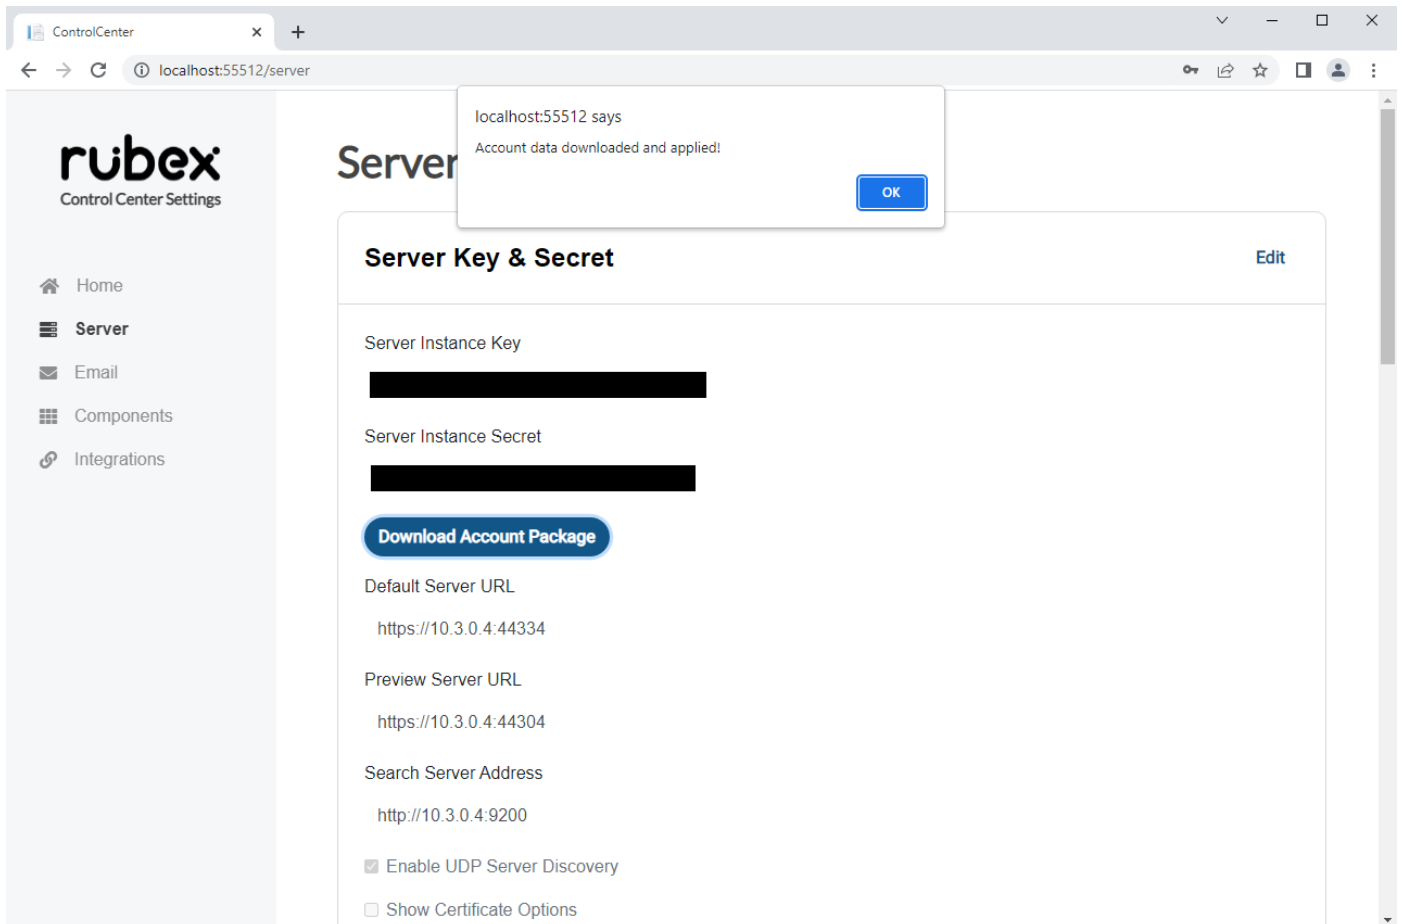 ControlCenter
localhost:55512/server
localhost:55512 says
Account data downloaded and applied!
OK
rubex
Control Center Settings
Home
Server
Email
Components
Integrations
Server
Server Key & Secret
Edit
Server Instance Key
Server Instance Secret
Download Account Package
Default Server URL
https://10.3.0.4:44334
Preview Server URL
https://10.3.0.4:44304
Search Server Address
http://10.3.0.4:9200
Enable UDP Server Discovery
Show Certificate Options